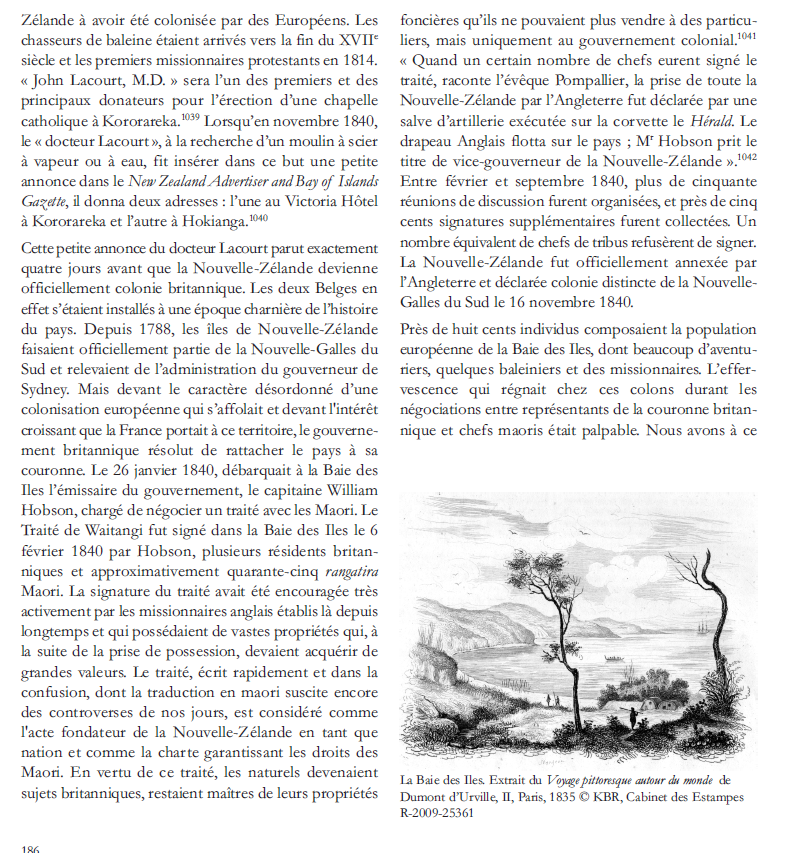 Zélande à avoir été colonisée par des Européens. Les
chasseurs de baleine étaient arrivés vers la fin du XVIIe
siècle et les premiers missionnaires protestants en 1814.
« John Lacourt, M.D. » sera l'un des premiers et des
principaux donateurs pour l'érection d'une chapelle
catholique à Kororareka.1039 Lorsqu'en novembre 1840,
le « docteur Lacourt », à la recherche d'un moulin à scier
à vapeur ou à eau, fit insérer dans ce but une petite
annonce dans le New Zealand Advertiser and Bay of Islands
Gazette, il donna deux adresses : l'une au Victoria Hôtel
à Kororareka et l'autre à Hokianga.1040
Cette petite annonce du docteur Lacourt parut exactement
quatre jours avant que la Nouvelle-Zélande devienne
officiellement colonie britannique. Les deux Belges en
effet s'étaient installés à une époque charnière de l'histoire
du pays. Depuis 1788, les îles de Nouvelle-Zélande
faisaient officiellement partie de la Nouvelle-Galles du
Sud et relevaient de l'administration du gouverneur de
Sydney. Mais devant le caractère désordonné d'une
colonisation européenne qui s'affolait et devant l'intérêt
croissant que la France portait à ce territoire, le gouverne-
ment britannique résolut de rattacher le pays à sa
couronne. Le 26 janvier 1840, débarquait à la Baie des
Iles l'émissaire du gouvernement, le capitaine William
Hobson, chargé de négocier un traité avec les Maori. Le
Traité de Waitangi fut signé dans la Baie des Iles le 6
février 1840 par Hobson, plusieurs résidents britan-
niques et approximativement quarante-cinq rangatira
Maori. La signature du traité avait été encouragée très
activement par les missionnaires anglais établis là depuis
longtemps et qui possédaient de vastes propriétés qui, à
la suite de la prise de possession, devaient acquérir de
grandes valeurs. Le traité, écrit rapidement et dans la
confusion, dont la traduction en maori suscite encore
des controverses de nos jours, est considéré comme
l'acte fondateur de la Nouvelle-Zélande en tant que
nation et comme la charte garantissant les droits des
Maori. En vertu de ce traité, les naturels devenaient
sujets britanniques, restaient maîtres de leurs propriétés
foncières qu'ils ne pouvaient plus vendre à des particu-
liers, mais uniquement au gouvernement colonial.1041
« Quand un certain nombre de chefs eurent signé le
traité, raconte l'évêque Pompallier, la prise de toute la
Nouvelle-Zélande par l'Angleterre fut déclarée par une
salve d'artillerie exécutée sur la corvette le Hérald. Le
drapeau Anglais flotta sur le pays ; Mr Hobson prit le
titre de vice-gouverneur de la Nouvelle-Zélande ».1042
Entre février et septembre 1840, plus de cinquante
réunions de discussion furent organisées, et près de cinq
cents signatures supplémentaires furent collectées. Un
nombre équivalent de chefs de tribus refusèrent de signer.
La Nouvelle-Zélande fut officiellement annexée par
l'Angleterre et déclarée colonie distincte de la Nouvelle-
Galles du Sud le 16 novembre 1840.
Près de huit cents individus composaient la population
européenne de la Baie des Iles, dont beaucoup d'aventu-
riers, quelques baleiniers et des missionnaires. L'effer-
vescence qui régnait chez ces colons durant les
négociations entre représentants de la couronne britan-
nique et chefs maoris était palpable. Nous avons à ce
La Baie des Iles. Extrait du Voyage pittoresque autour du monde de
Dumont d'Urville, II, Paris, 1835 © KBR, Cabinet des Estampes
R-2009-25361
186